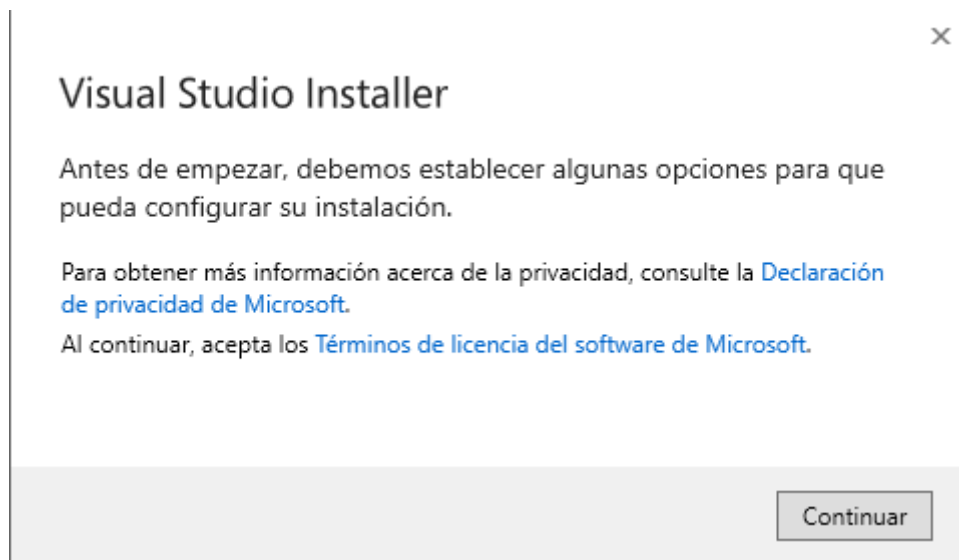 Visual Studio Installer
Antes de empezar, debemos establecer algunas opciones para que
pueda configurar su instalación.
Para obtener más información acerca de la privacidad, consulte la Declaración
de privacidad de Microsoft.
Al continuar, acepta los Términos de licencia del software de Microsoft.
Continuar